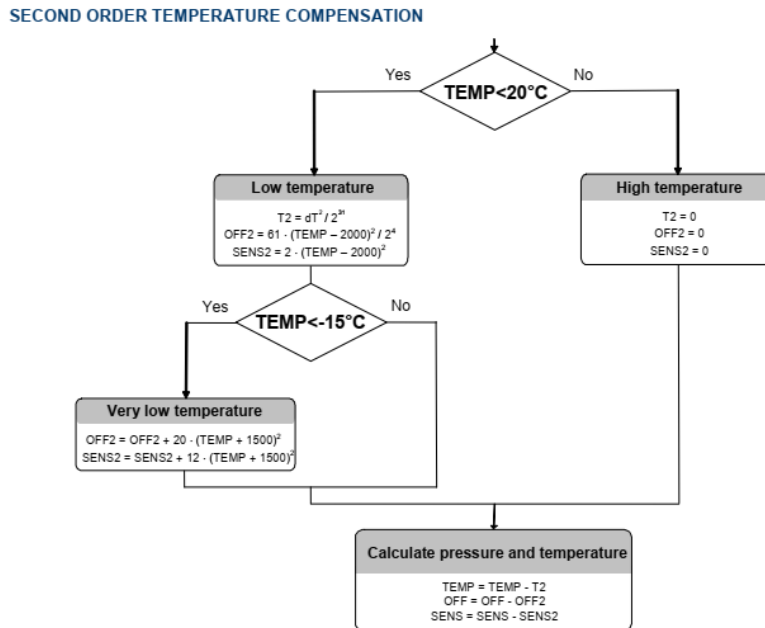 SECOND ORDER TEMPERATURE COMPENSATION
Yes
No
TEMP<20°C
Low temperature
T2 = dT² / 2³¹
OFF2 = 61 · (TEMP – 2000)² / 2⁴
SENS2 = 2 · (TEMP – 2000)²
High temperature
T2 = 0
OFF2 = 0
SENS2 = 0
Yes
No
TEMP<-15°C
Very low temperature
OFF2 = OFF2 + 20 · (TEMP + 1500)²
SENS2 = SENS2 + 12 · (TEMP + 1500)²
Calculate pressure and temperature
TEMP = TEMP - T2
OFF = OFF - OFF2
SENS = SENS - SENS2